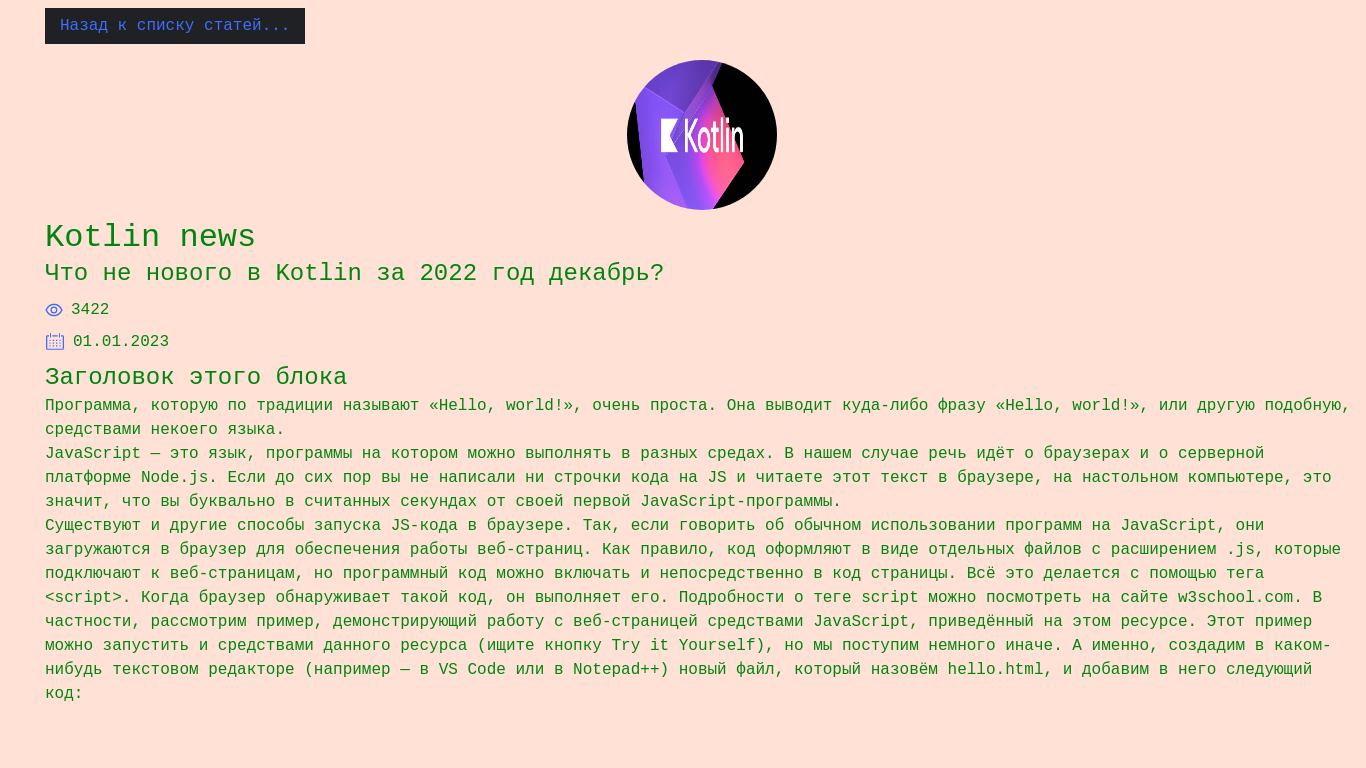 Назад к списку статей...
Kotlin
Kotlin news
Что не нового в Kotlin за 2022 год декабрь?
3422
01.01.2023
Заголовок этого блока
Программа, которую по традиции называют «Hello, world!», очень проста. Она выводит куда-либо фразу «Hello, world!», или другую подобную,
средствами некоего языка.
JavaScript — это язык, программы на котором можно выполнять в разных средах. В нашем случае речь идёт о браузерах и о серверной
платформе Node.js. Если до сих пор вы не написали ни строчки кода на JS и читаете этот текст в браузере, на настольном компьютере, это
значит, что вы буквально в считанных секундах от своей первой JavaScript-программы.
Существуют и другие способы запуска JS-кода в браузере. Так, если говорить об обычном использовании программ на JavaScript, они
загружаются в браузер для обеспечения работы веб-страниц. Как правило, код оформляют в виде отдельных файлов с расширением .js, которые
подключают к веб-страницам, но программный код можно включать и непосредственно в код страницы. Всё это делается с помощью тега
<script>. Когда браузер обнаруживает такой код, он выполняет его. Подробности о теге script можно посмотреть на сайте w3school.com. В
частности, рассмотрим пример, демонстрирующий работу с веб-страницей средствами JavaScript, приведённый на этом ресурсе. Этот пример
можно запустить и средствами данного ресурса (ищите кнопку Try it Yourself), но мы поступим немного иначе. А именно, создадим в каком-
нибудь текстовом редакторе (например — в VS Code или в Notepad++) новый файл, который назовём hello.html, и добавим в него следующий
код: